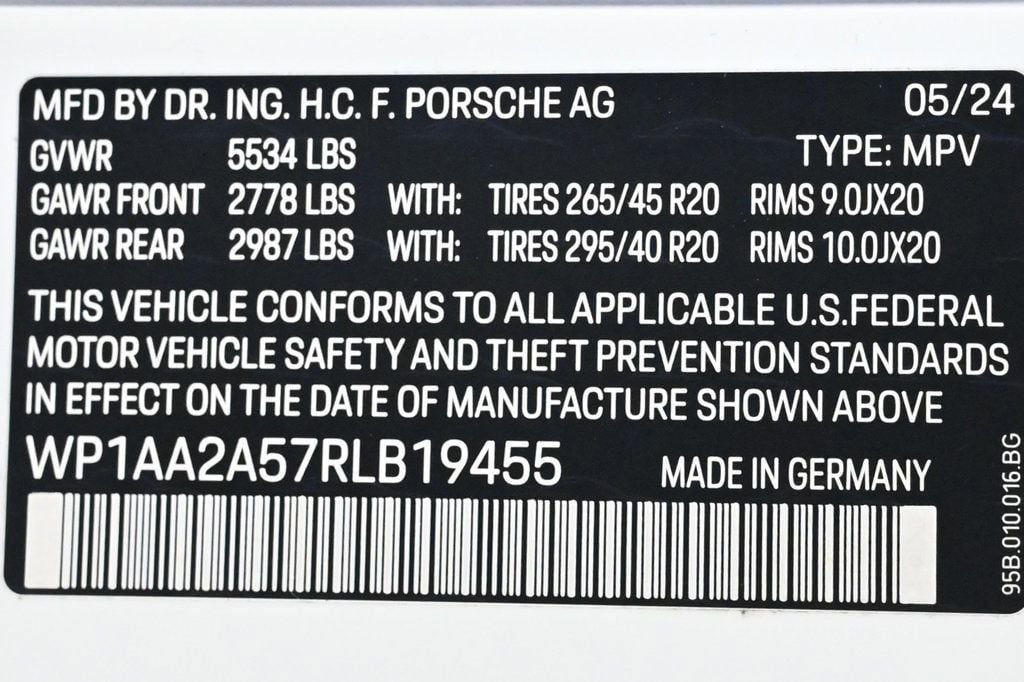 MFD BY DR. ING. H.C. F. PORSCHE AG 05/24
GVWR 5534 LBS TYPE: MPV
GAWR FRONT 2778 LBS WITH: TIRES 265/45 R20 RIMS 9.0JX20
GAWR REAR 2987 LBS WITH: TIRES 295/40 R20 RIMS 10.0JX20
THIS VEHICLE CONFORMS TO ALL APPLICABLE U.S.FEDERAL
MOTOR VEHICLE SAFETY AND THEFT PREVENTION STANDARDS
IN EFFECT ON THE DATE OF MANUFACTURE SHOWN ABOVE
WP1AA2A57RLB19455 MADE IN GERMANY
95B.010.016.BG